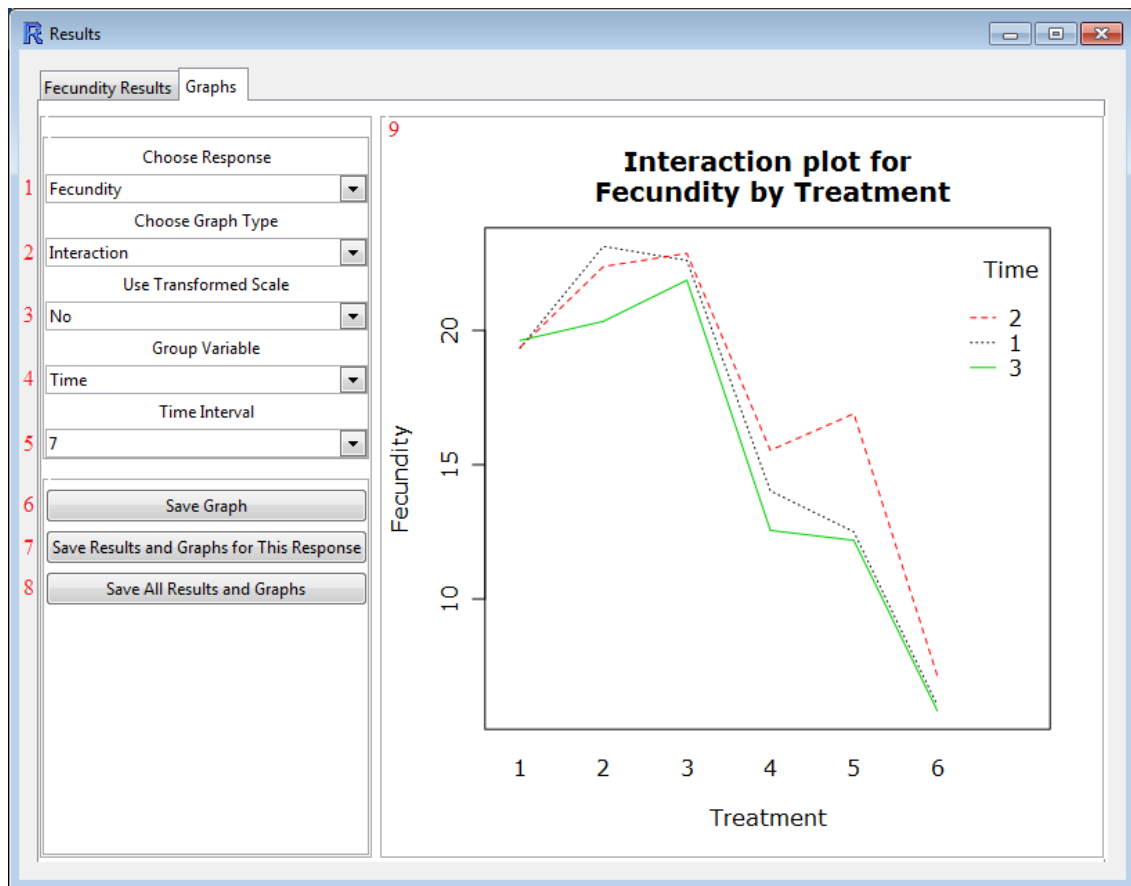 Results
Fecundity Results Graphs
Choose Response
1 Fecundity
Choose Graph Type
2 Interaction
Use Transformed Scale
3 No
Group Variable
4 Time
Time Interval
5 7
6 Save Graph
7 Save Results and Graphs for This Response
8 Save All Results and Graphs
9
Interaction plot for
Fecundity by Treatment
Time
2
1
3
Fecundity
20
15
10
1 2 3 4 5 6
Treatment